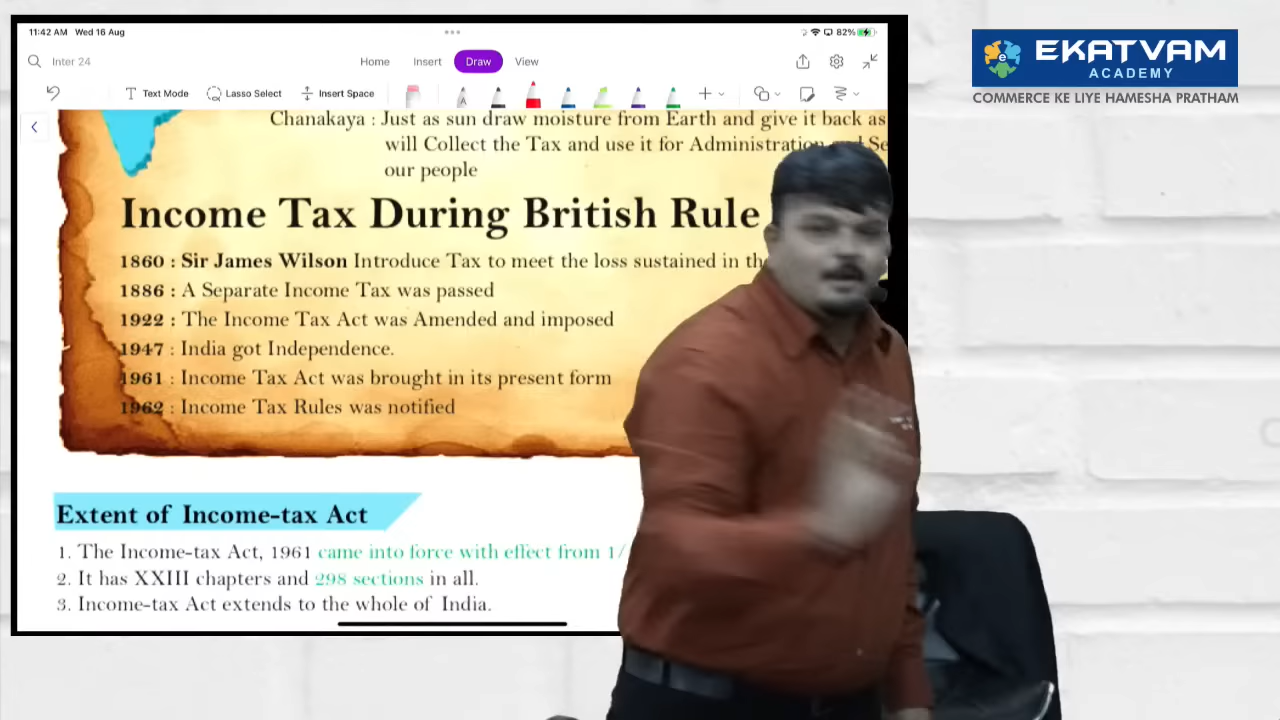 11:42 AM Wed 16 Aug
82%
Inter 24
Home Insert Draw View
Text Mode Lasso Select Insert Space
Chanakaya : Just as sun draw moisture from Earth and give it back as
will Collect the Tax and use it for Administration and Se
our people
Income Tax During British Rule
1860 : Sir James Wilson Introduce Tax to meet the loss sustained in th
1886 : A Separate Income Tax was passed
1922 : The Income Tax Act was Amended and imposed
1947 : India got Independence.
1961 : Income Tax Act was brought in its present form
1962 : Income Tax Rules was notified
Extent of Income-tax Act
1. The Income-tax Act, 1961 came into force with effect from 1/
2. It has XXIII chapters and 298 sections in all.
3. Income-tax Act extends to the whole of India.
EKATVAM
ACADEMY
COMMERCE KE LIYE HAMESHA PRATHAM